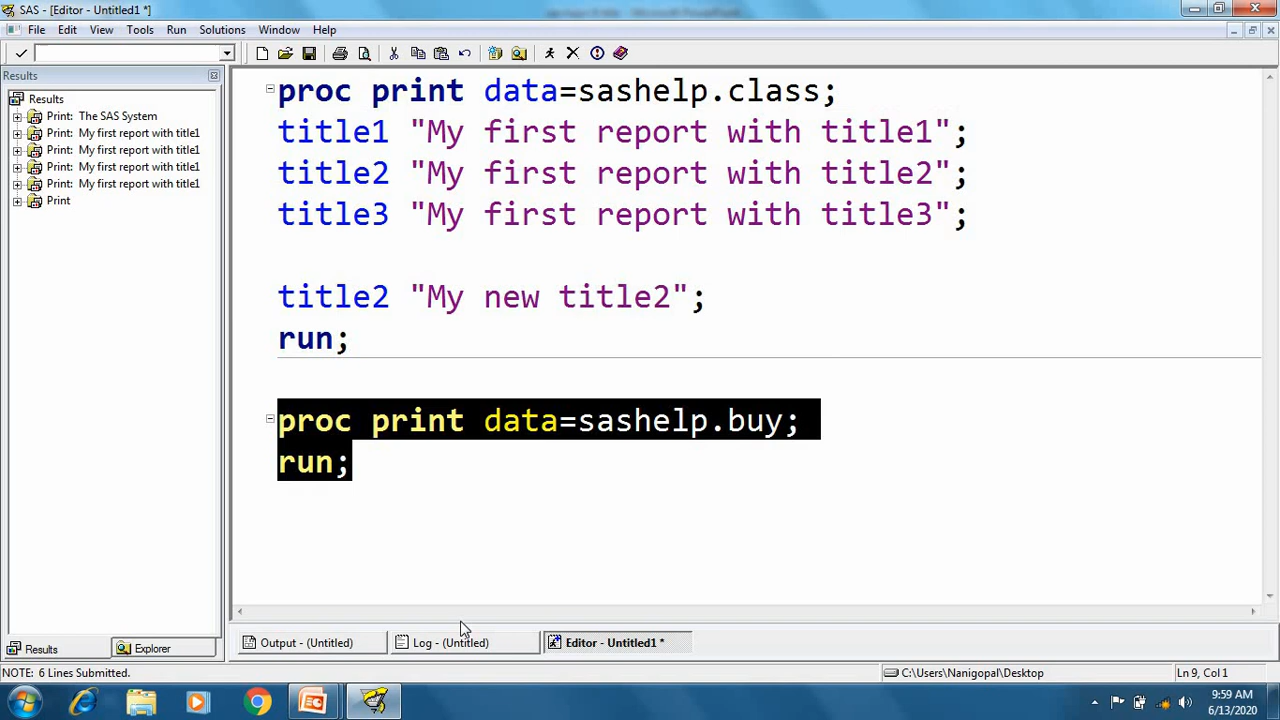 SAS - [Editor - Untitled1 *]
File Edit View Tools Run Solutions Window Help
Results
Results
Print: The SAS System
Print: My first report with title1
Print: My first report with title1
Print: My first report with title1
Print: My first report with title1
Print
proc print data=sashelp.class;
title1 "My first report with title1";
title2 "My first report with title2";
title3 "My first report with title3";
title2 "My new title2";
run;
proc print data=sashelp.buy;
run;
Results Explorer
Output - (Untitled) Log - (Untitled) Editor - Untitled1 *
NOTE: 6 Lines Submitted. C:\Users\Nanigopal\Desktop Ln 9, Col 1
9:59 AM
6/13/2020